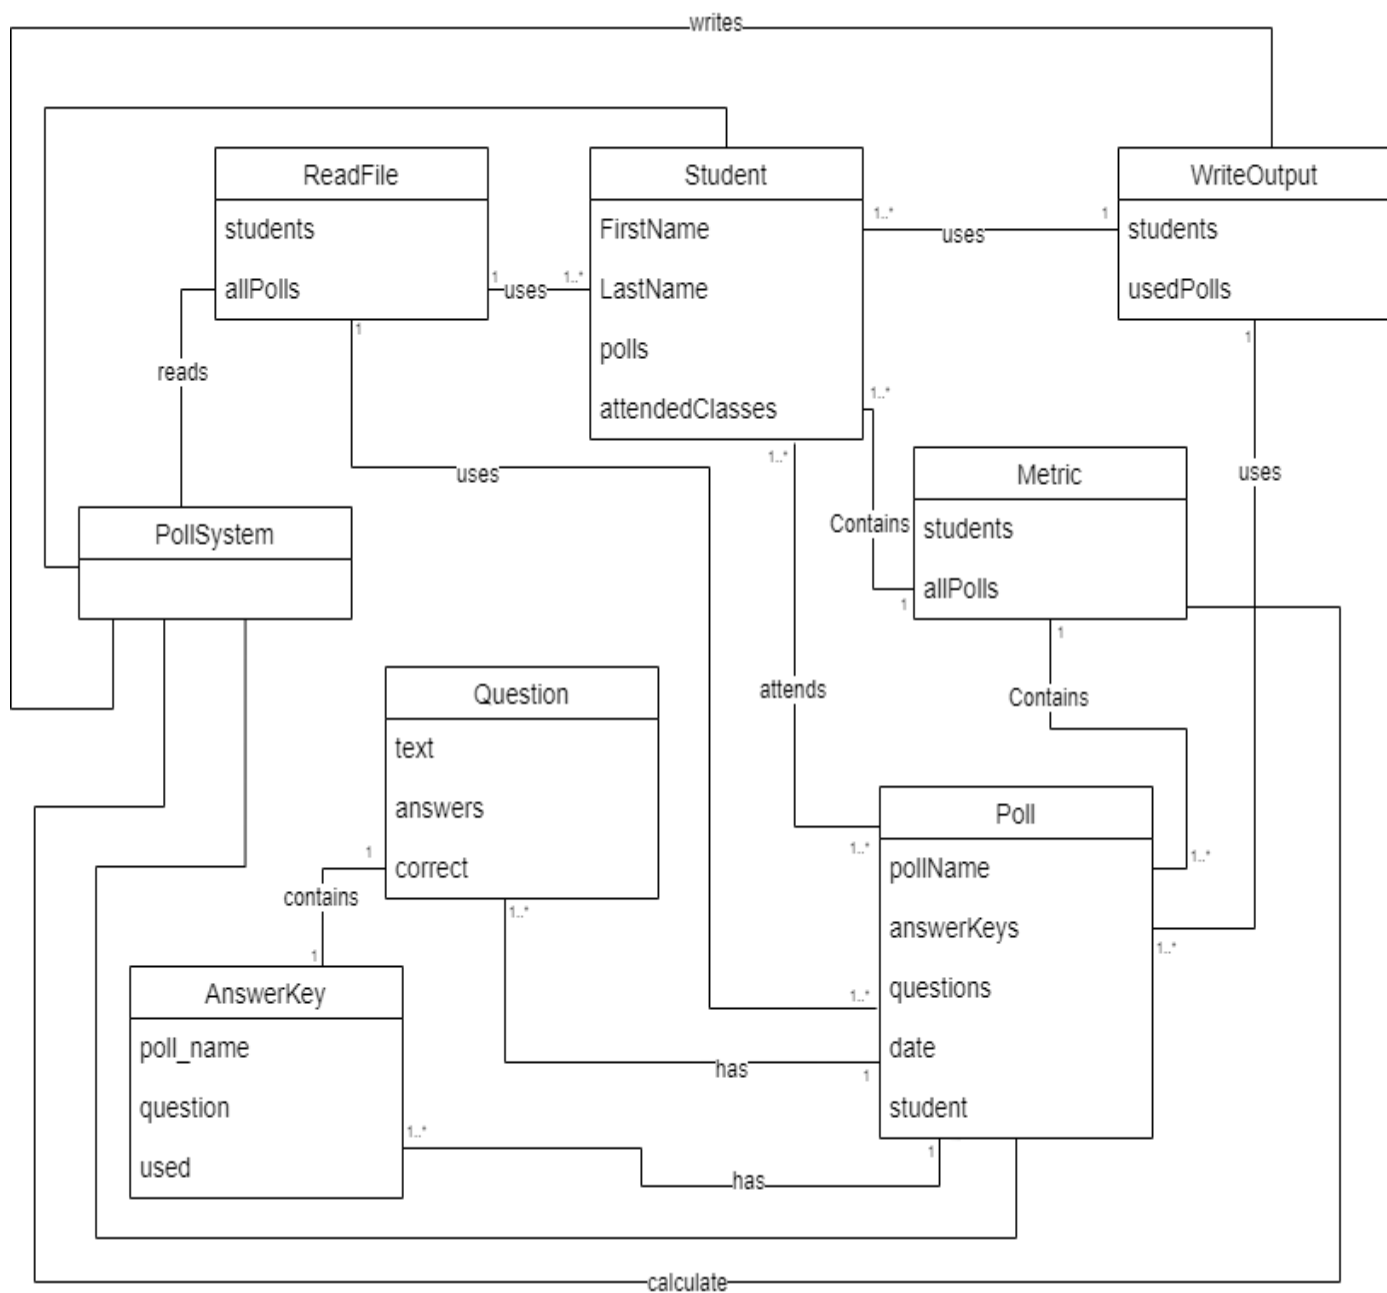 writes
ReadFile
students
allPolls
Student
FirstName
LastName
polls
attendedClasses
WriteOutput
students
usedPolls
1..*
1
uses
1
1..*
uses
1
1
reads
uses
1..*
1..*
Contains
1
Metric
students
allPolls
1
uses
PollSystem
attends
Contains
Question
text
answers
correct
1
contains
1
1..*
Poll
pollName
answerKeys
questions
date
student
1..*
1..*
1..*
1..*
1
has
AnswerKey
poll_name
question
used
1..*
1
has
calculate